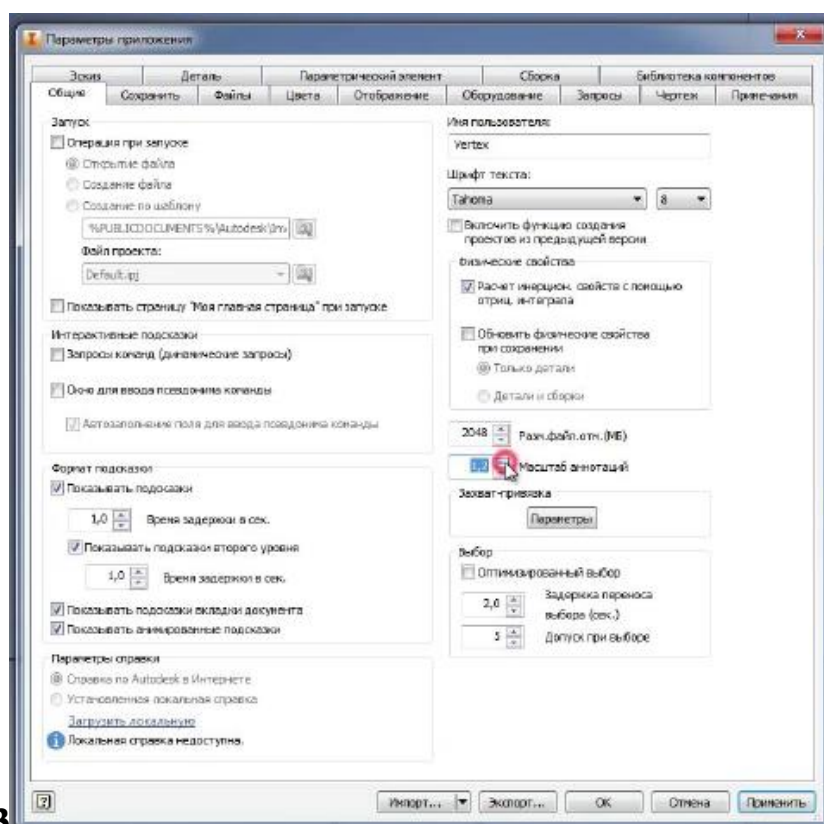 Параметры приложения
Эскиз Деталь Параметрический элемент Сборка Библиотека компонентов
Общие Сохранить Файлы Цвета Отображение Оборудование Запросы Чертеж Примечания
Запуск
Операция при запуске
Открытие файла
Создание файла
Создание по шаблону
%PUBLICDOCUMENTS%\Autodesk\Inv
Файл проекта:
Default.ipj
Показывать страницу "Моя главная страница" при запуске
Интерактивные подсказки
Запросы команд (динамические запросы)
Окно для ввода псевдонима команды
Автозаполнение поля для ввода псевдонима команды
Формат подсказки
Показывать подсказки
1,0 Время задержки в сек.
Показывать подсказки второго уровня
1,0 Время задержки в сек.
Показывать подсказки вкладки документа
Показывать анимированные подсказки
Параметры справки
Справка по Autodesk в Интернете
Установленная локальная справка
Загрузить локальную
Локальная справка недоступна.
Имя пользователя:
Vertex
Шрифт текста:
Tahoma 8
Включить функцию создания
проектов из предыдущей версии
Физические свойства
Расчет инерцион. свойств с помощью
отриц. интеграла
Обновить физические свойства
при сохранении
Только детали
Детали и сборки
2048 Разм.файл.отм.(МБ)
1,2 Масштаб аннотаций
Захват-привязка
Параметры
Выбор
Оптимизированный выбор
2,0 Задержка переноса
выбора (сек.)
5 Допуск при выборе
Импорт... Экспорт... ОК Отмена Применить
в